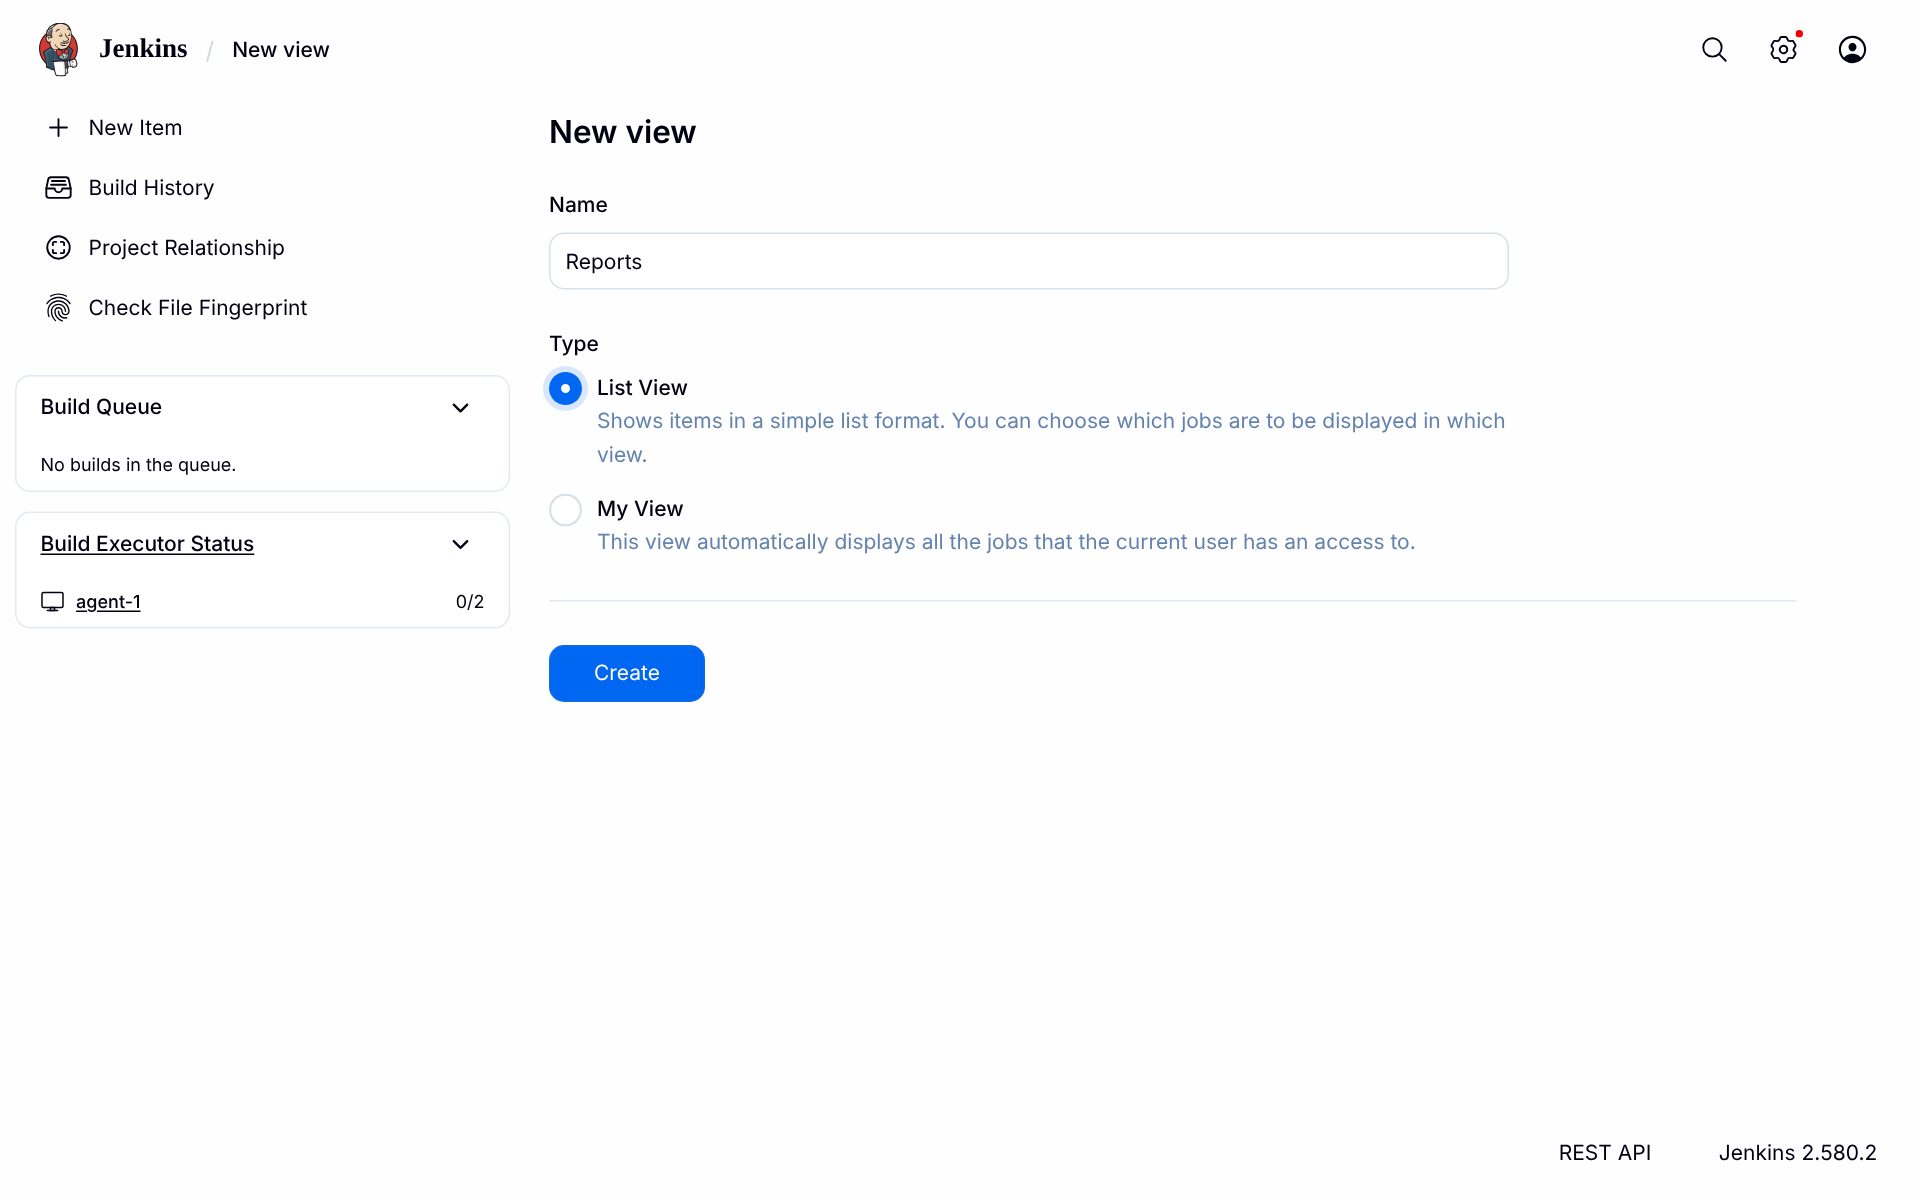 Jenkins / New view
New Item
Build History
Project Relationship
Check File Fingerprint
Build Queue
No builds in the queue.
Build Executor Status
agent-1 0/2
New view
Name
Reports
Type
List View
Shows items in a simple list format. You can choose which jobs are to be displayed in which
view.
My View
This view automatically displays all the jobs that the current user has an access to.
Create
REST API Jenkins 2.580.2